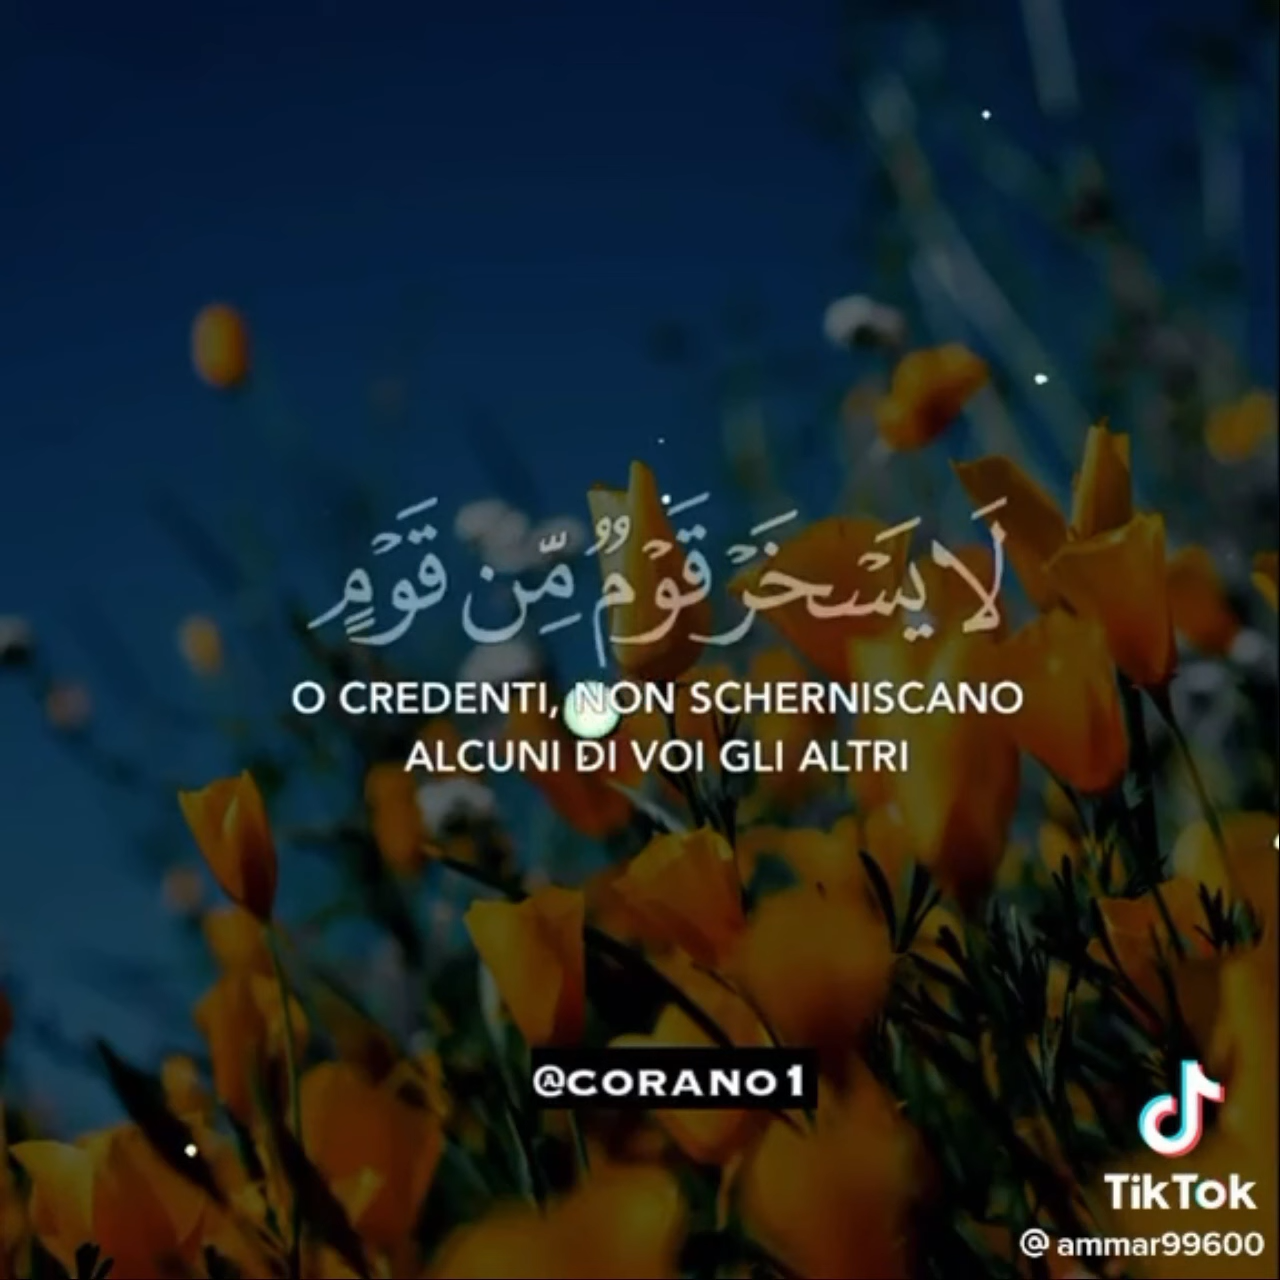 لَا يَسْخَرْ قَوْمٌ مِّن قَوْمٍ
O CREDENTI, NON SCHERNISCANO
ALCUNI DI VOI GLI ALTRI
@CORANO1
TikTok
@ammar99600